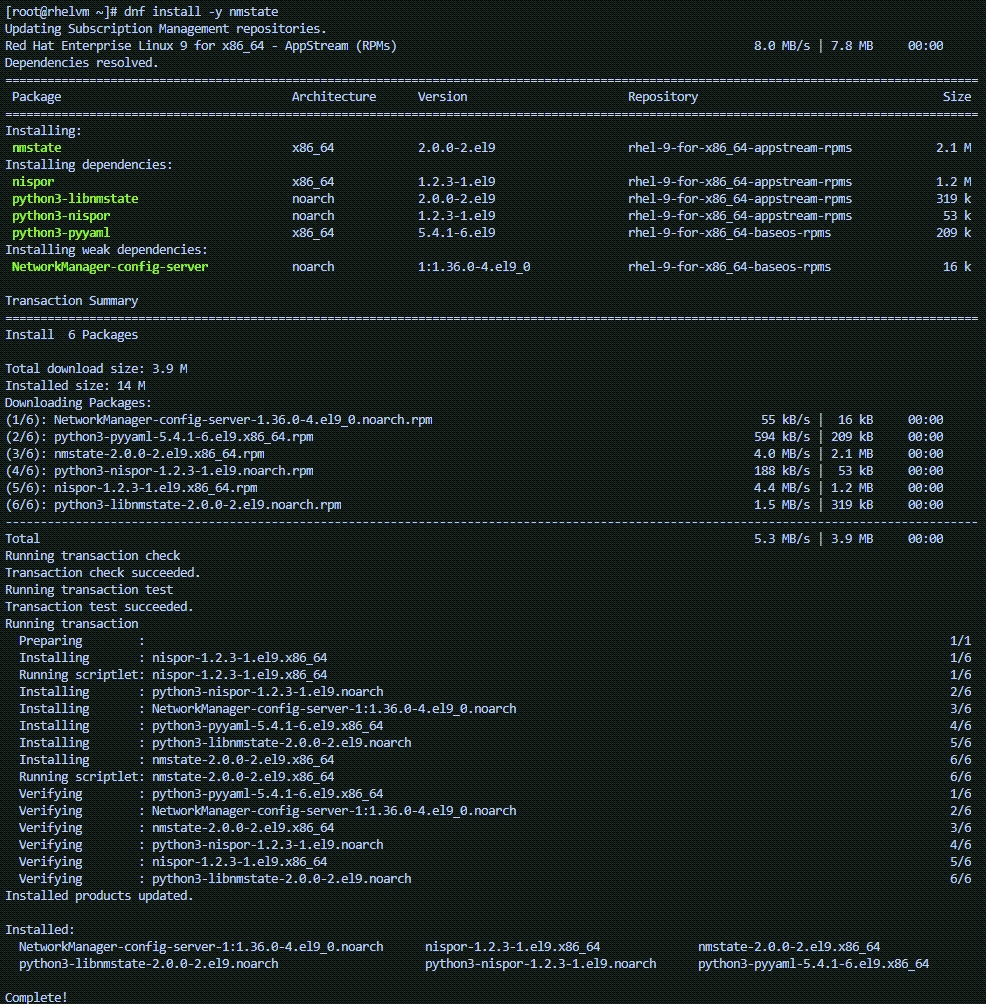 [root@rhelvm ~]# dnf install -y nmstate
Updating Subscription Management repositories.
Red Hat Enterprise Linux 9 for x86_64 - AppStream (RPMs)                                                   8.0 MB/s | 7.8 MB     00:00
Dependencies resolved.
===========================================================================================================================================
 Package                                 Architecture      Version                       Repository                                   Size
===========================================================================================================================================
Installing:
 nmstate                                 x86_64            2.0.0-2.el9                   rhel-9-for-x86_64-appstream-rpms            2.1 M
Installing dependencies:
 nispor                                  x86_64            1.2.3-1.el9                   rhel-9-for-x86_64-appstream-rpms            1.2 M
 python3-libnmstate                      noarch            2.0.0-2.el9                   rhel-9-for-x86_64-appstream-rpms            319 k
 python3-nispor                          noarch            1.2.3-1.el9                   rhel-9-for-x86_64-appstream-rpms             53 k
 python3-pyyaml                          x86_64            5.4.1-6.el9                   rhel-9-for-x86_64-baseos-rpms               209 k
Installing weak dependencies:
 NetworkManager-config-server            noarch            1:1.36.0-4.el9_0              rhel-9-for-x86_64-baseos-rpms                16 k

Transaction Summary
===========================================================================================================================================
Install  6 Packages

Total download size: 3.9 M
Installed size: 14 M
Downloading Packages:
(1/6): NetworkManager-config-server-1.36.0-4.el9_0.noarch.rpm                                               55 kB/s |  16 kB     00:00
(2/6): python3-pyyaml-5.4.1-6.el9.x86_64.rpm                                                               594 kB/s | 209 kB     00:00
(3/6): nmstate-2.0.0-2.el9.x86_64.rpm                                                                      4.0 MB/s | 2.1 MB     00:00
(4/6): python3-nispor-1.2.3-1.el9.noarch.rpm                                                               188 kB/s |  53 kB     00:00
(5/6): nispor-1.2.3-1.el9.x86_64.rpm                                                                       4.4 MB/s | 1.2 MB     00:00
(6/6): python3-libnmstate-2.0.0-2.el9.noarch.rpm                                                           1.5 MB/s | 319 kB     00:00
-------------------------------------------------------------------------------------------------------------------------------------------
Total                                                                                                      5.3 MB/s | 3.9 MB     00:00
Running transaction check
Transaction check succeeded.
Running transaction test
Transaction test succeeded.
Running transaction
  Preparing        :                                                                                                                   1/1
  Installing       : nispor-1.2.3-1.el9.x86_64                                                                                         1/6
  Running scriptlet: nispor-1.2.3-1.el9.x86_64                                                                                         1/6
  Installing       : python3-nispor-1.2.3-1.el9.noarch                                                                                 2/6
  Installing       : NetworkManager-config-server-1:1.36.0-4.el9_0.noarch                                                              3/6
  Installing       : python3-pyyaml-5.4.1-6.el9.x86_64                                                                                 4/6
  Installing       : python3-libnmstate-2.0.0-2.el9.noarch                                                                             5/6
  Installing       : nmstate-2.0.0-2.el9.x86_64                                                                                        6/6
  Running scriptlet: nmstate-2.0.0-2.el9.x86_64                                                                                        6/6
  Verifying        : python3-pyyaml-5.4.1-6.el9.x86_64                                                                                 1/6
  Verifying        : NetworkManager-config-server-1:1.36.0-4.el9_0.noarch                                                              2/6
  Verifying        : nmstate-2.0.0-2.el9.x86_64                                                                                        3/6
  Verifying        : python3-nispor-1.2.3-1.el9.noarch                                                                                 4/6
  Verifying        : nispor-1.2.3-1.el9.x86_64                                                                                         5/6
  Verifying        : python3-libnmstate-2.0.0-2.el9.noarch                                                                             6/6
Installed products updated.

Installed:
  NetworkManager-config-server-1:1.36.0-4.el9_0.noarch      nispor-1.2.3-1.el9.x86_64              nmstate-2.0.0-2.el9.x86_64
  python3-libnmstate-2.0.0-2.el9.noarch                     python3-nispor-1.2.3-1.el9.noarch      python3-pyyaml-5.4.1-6.el9.x86_64

Complete!